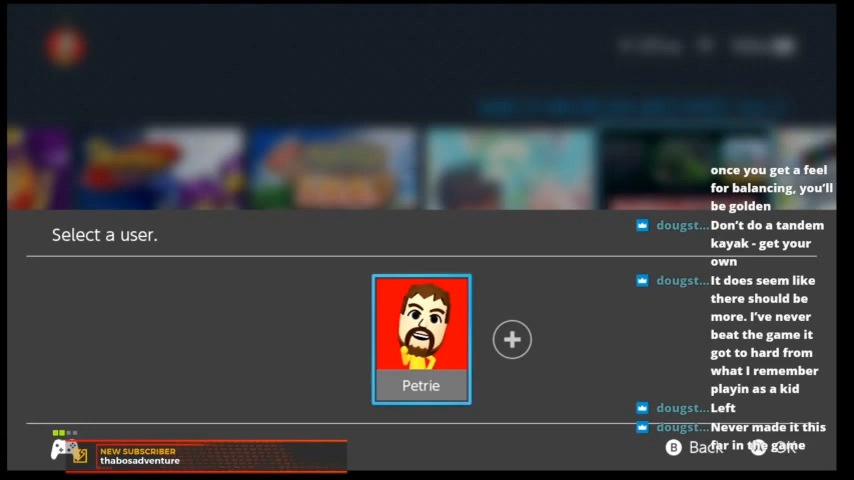 once you get a feel
for balancing, you'll
be golden
Select a user.
dougst... Don't do a tandem
kayak - get your
own
dougst... It does seem like
there should be
more. I've never
beat the game it
got to hard from
what I remember
playin as a kid
Petrie
dougst... Left
dougst... Never made it this
far in the game
B Back
OK
NEW SUBSCRIBER
thabosadventure